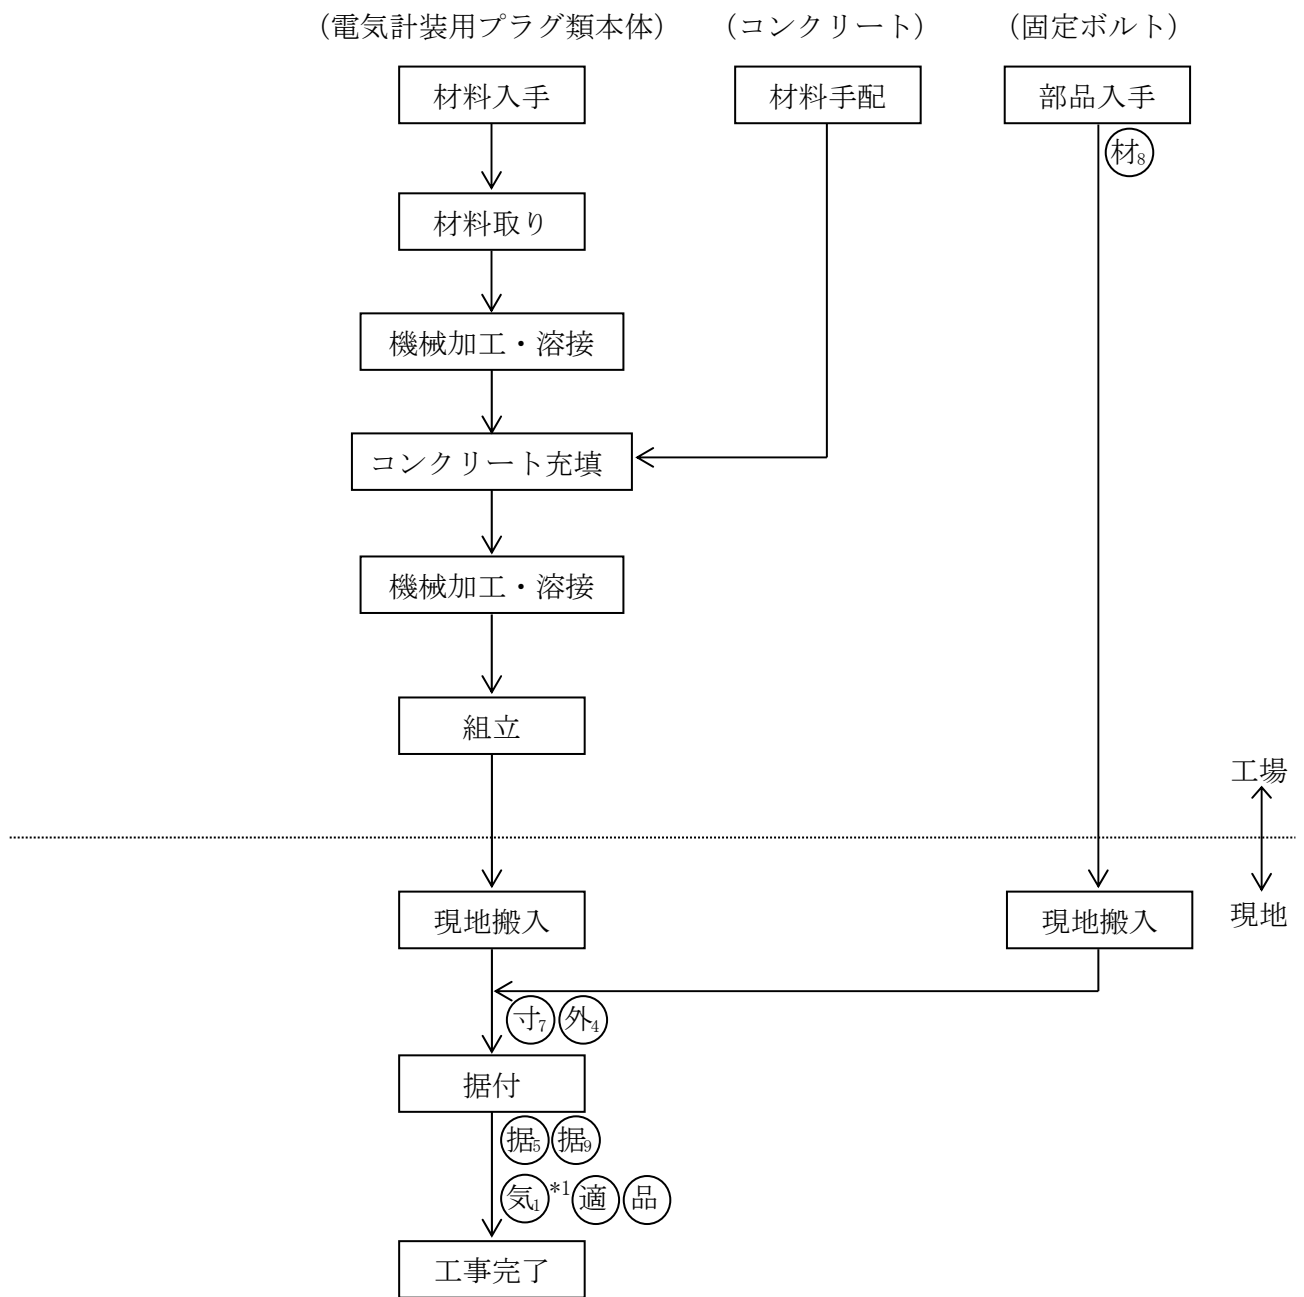 （電気計装用プラグ類本体） （コンクリート） （固定ボルト）
材料入手 材料手配 部品入手
材8
材料取り
機械加工・溶接
コンクリート充填
機械加工・溶接
組立
工場
現地搬入 現地搬入 現地
寸7 外4
据付
据5 据9
気1 *1 適 品
工事完了